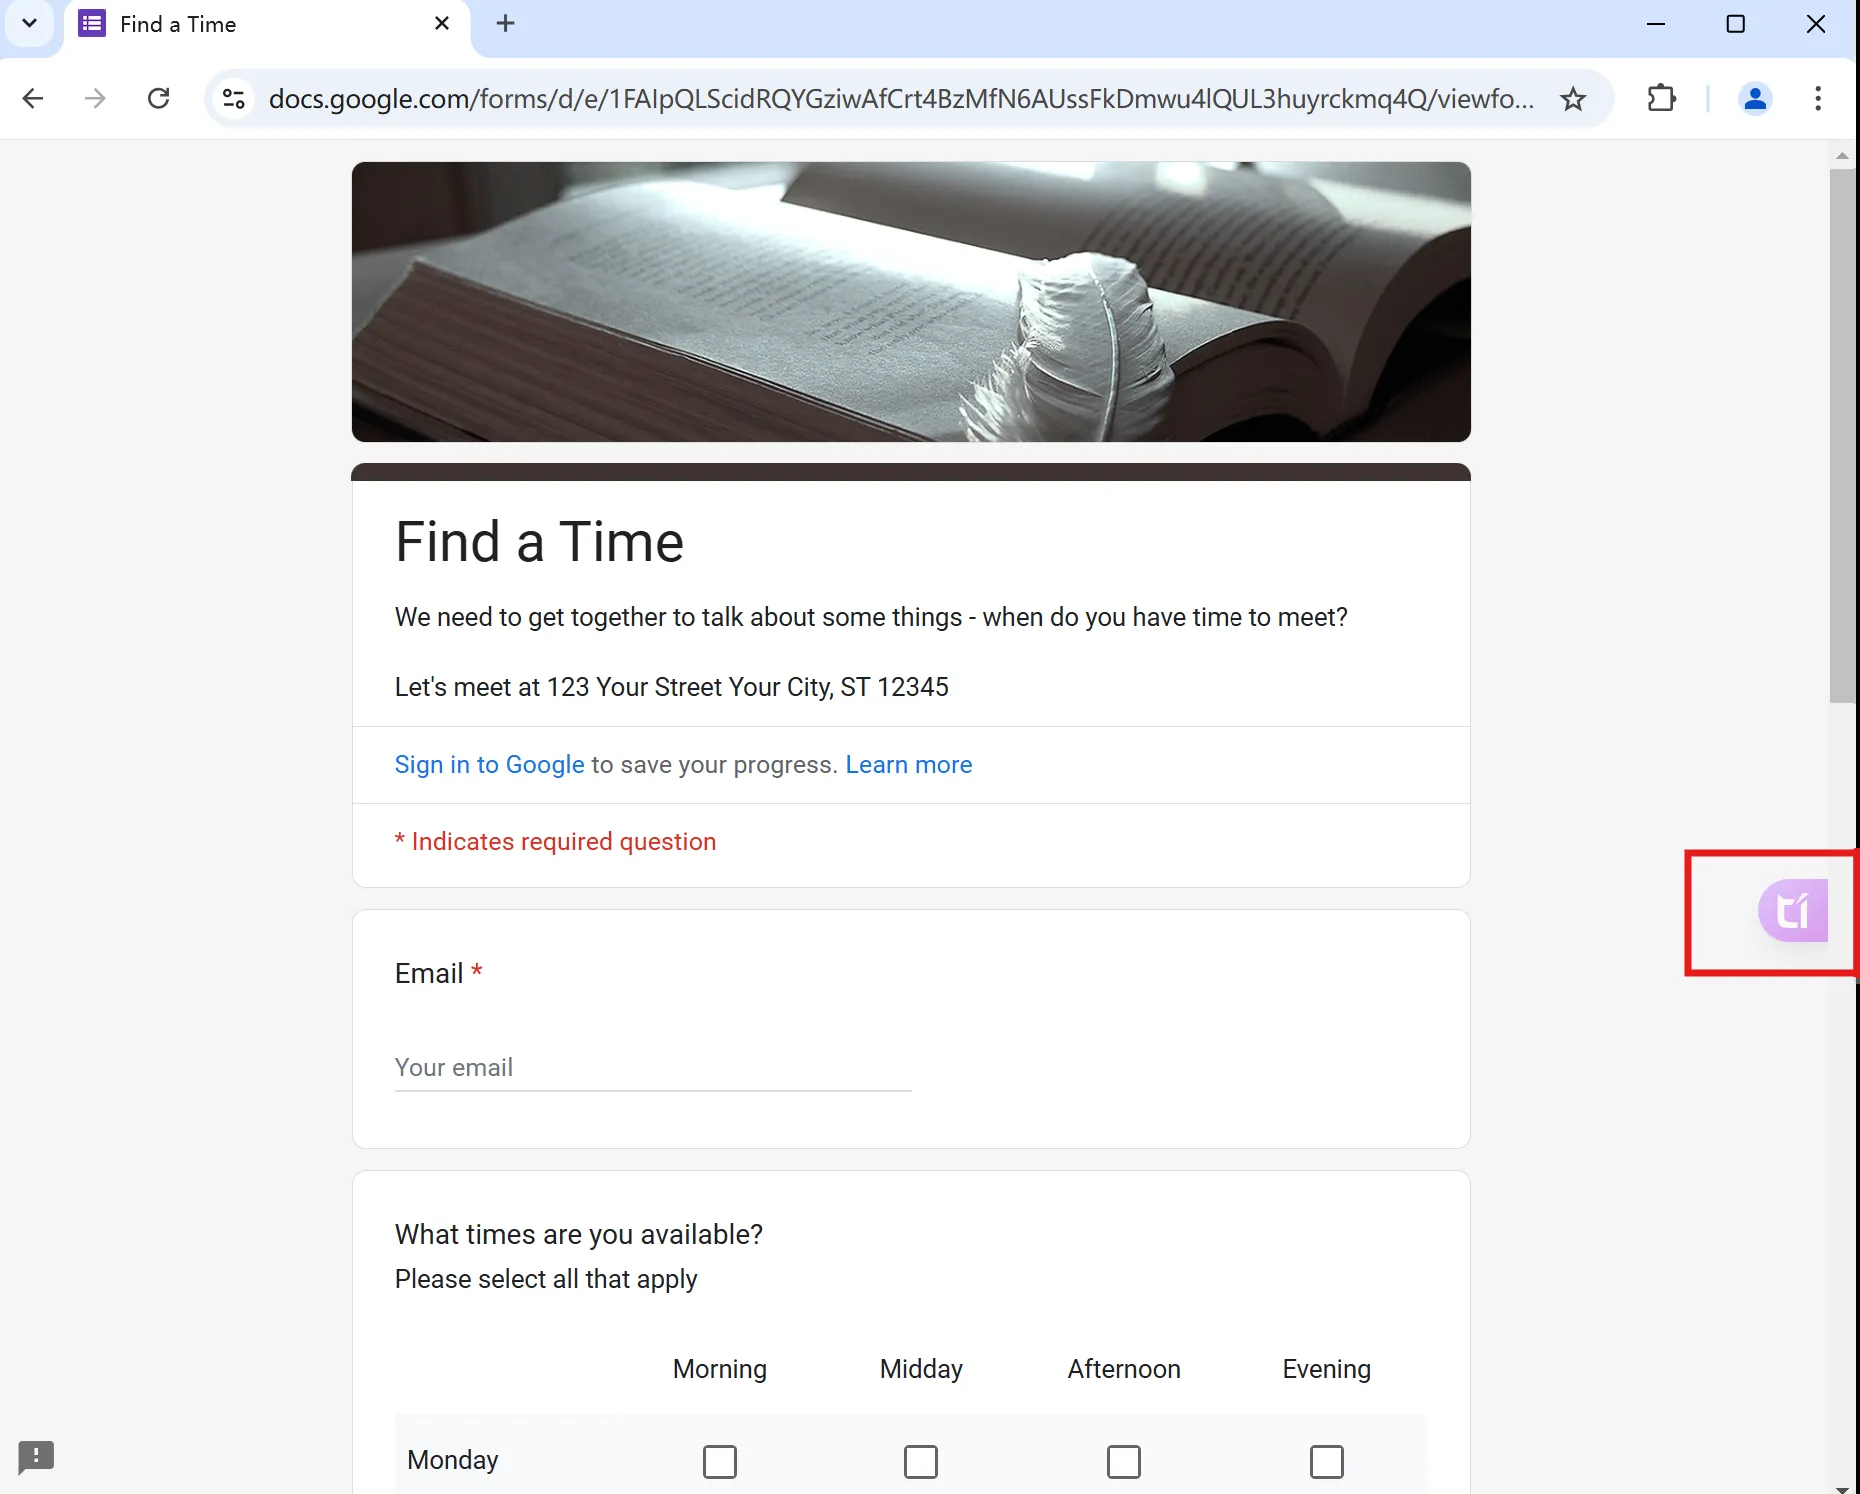 Find a Time
docs.google.com/forms/d/e/1FAIpQLScidRQYGziwAfCrt4BzMfN6AUssFkDmwu4lQUL3huyrckmq4Q/viewfo...
Find a Time
We need to get together to talk about some things - when do you have time to meet?
Let's meet at 123 Your Street Your City, ST 12345
Sign in to Google to save your progress. Learn more
* Indicates required question
Email *
Your email
What times are you available?
Please select all that apply
Morning Midday Afternoon Evening
Monday